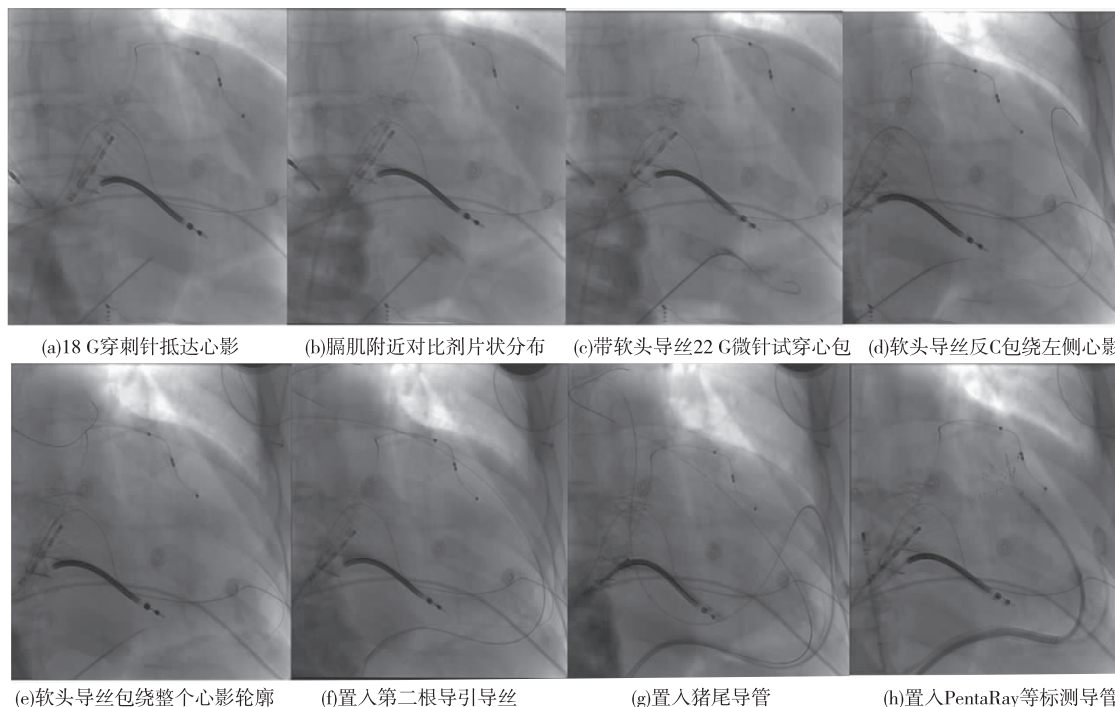 (a)18 G穿刺针抵达心影
(b)膈肌附近对比剂片状分布
(c)带软头导丝22 G微针试穿心包
(d)软头导丝反C包绕左侧心影
(e)软头导丝包绕整个心影轮廓
(f)置入第二根导引导丝
(g)置入猪尾导管
(h)置入PentaRay等标测导管